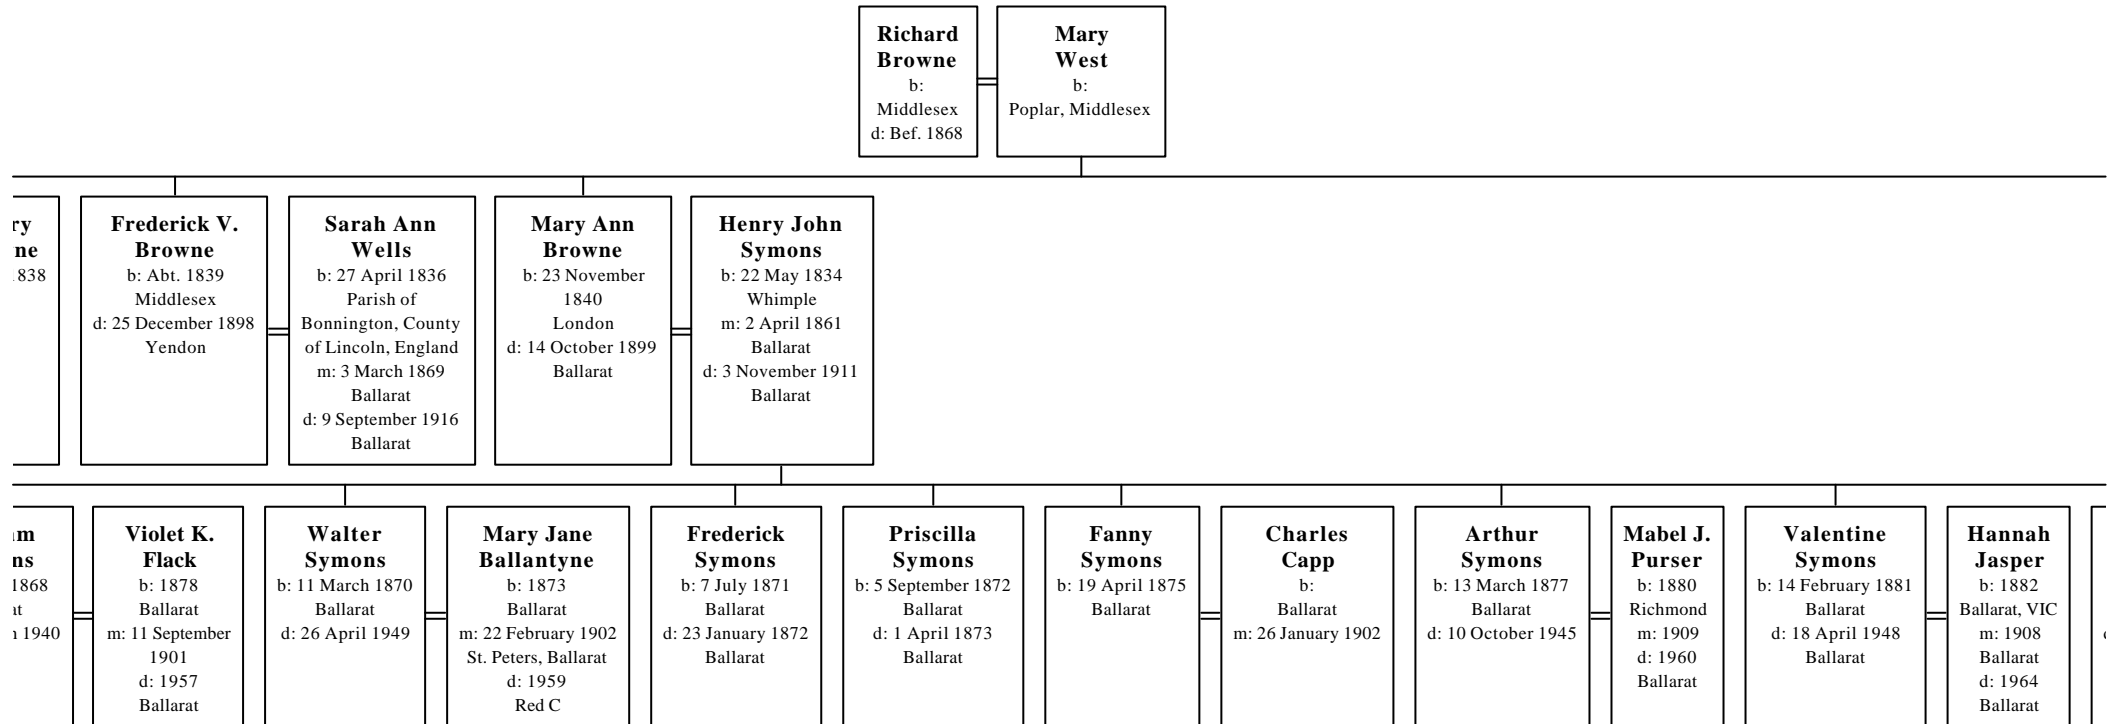 Richard
Browne
b:
Middlesex
d: Bef. 1868
Mary
West
b:
Poplar, Middlesex
ry
ne
1838
Frederick V.
Browne
b: Abt. 1839
Middlesex
d: 25 December 1898
Yendon
Sarah Ann
Wells
b: 27 April 1836
Parish of
Bonnington, County
of Lincoln, England
m: 3 March 1869
Ballarat
d: 9 September 1916
Ballarat
Mary Ann
Browne
b: 23 November
1840
London
d: 14 October 1899
Ballarat
Henry John
Symons
b: 22 May 1834
Whimple
m: 2 April 1861
Ballarat
d: 3 November 1911
Ballarat
ns
1868
at
1940
Violet K.
Flack
b: 1878
Ballarat
m: 11 September
1901
d: 1957
Ballarat
Walter
Symons
b: 11 March 1870
Ballarat
d: 26 April 1949
Mary Jane
Ballantyne
b: 1873
Ballarat
m: 22 February 1902
St. Peters, Ballarat
d: 1959
Red C
Frederick
Symons
b: 7 July 1871
Ballarat
d: 23 January 1872
Ballarat
Priscilla
Symons
b: 5 September 1872
Ballarat
d: 1 April 1873
Ballarat
Fanny
Symons
b: 19 April 1875
Ballarat
Charles
Capp
b:
Ballarat
m: 26 January 1902
Arthur
Symons
b: 13 March 1877
Ballarat
d: 10 October 1945
Mabel J.
Purser
b: 1880
Richmond
m: 1909
d: 1960
Ballarat
Valentine
Symons
b: 14 February 1881
Ballarat
d: 18 April 1948
Ballarat
Hannah
Jasper
b: 1882
Ballarat, VIC
m: 1908
Ballarat
d: 1964
Ballarat